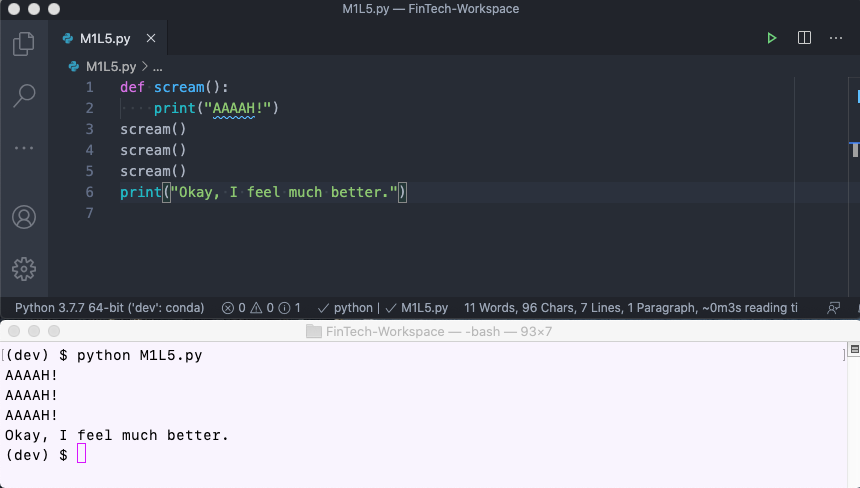 M1L5.py — FinTech-Workspace
M1L5.py
M1L5.py > ...
1 def scream():
2     print("AAAAH!")
3 scream()
4 scream()
5 scream()
6 print("Okay, I feel much better.")
7
Python 3.7.7 64-bit ('dev': conda) 0 0 1 ✓ python | ✓ M1L5.py 11 Words, 96 Chars, 7 Lines, 1 Paragraph, ~0m3s reading ti
FinTech-Workspace — -bash — 93×7
[(dev) $ python M1L5.py ]
AAAAH!
AAAAH!
AAAAH!
Okay, I feel much better.
(dev) $